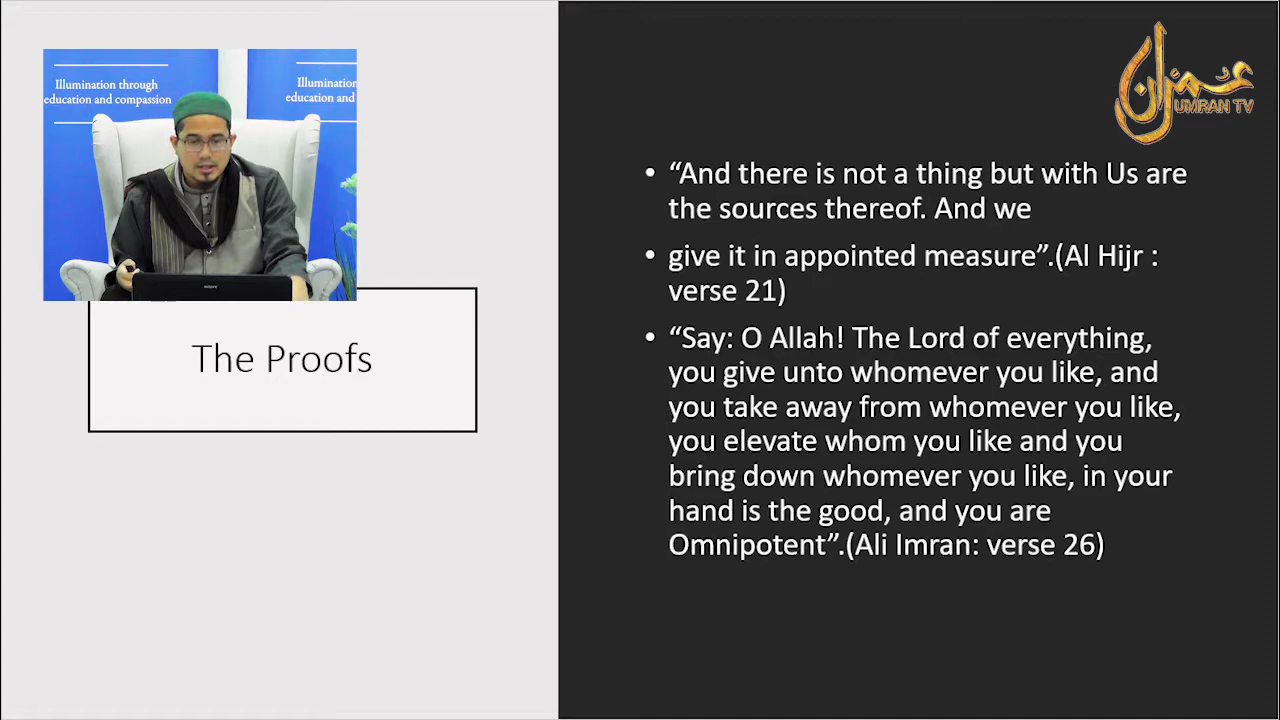 Illumination through
education and compassion
Illumination
education and
عمران
UMRAN TV
SONY
The Proofs
• “And there is not a thing but with Us are
the sources thereof. And we
• give it in appointed measure”.(Al Hijr :
verse 21)
• “Say: O Allah! The Lord of everything,
you give unto whomever you like, and
you take away from whomever you like,
you elevate whom you like and you
bring down whomever you like, in your
hand is the good, and you are
Omnipotent”.(Ali Imran: verse 26)